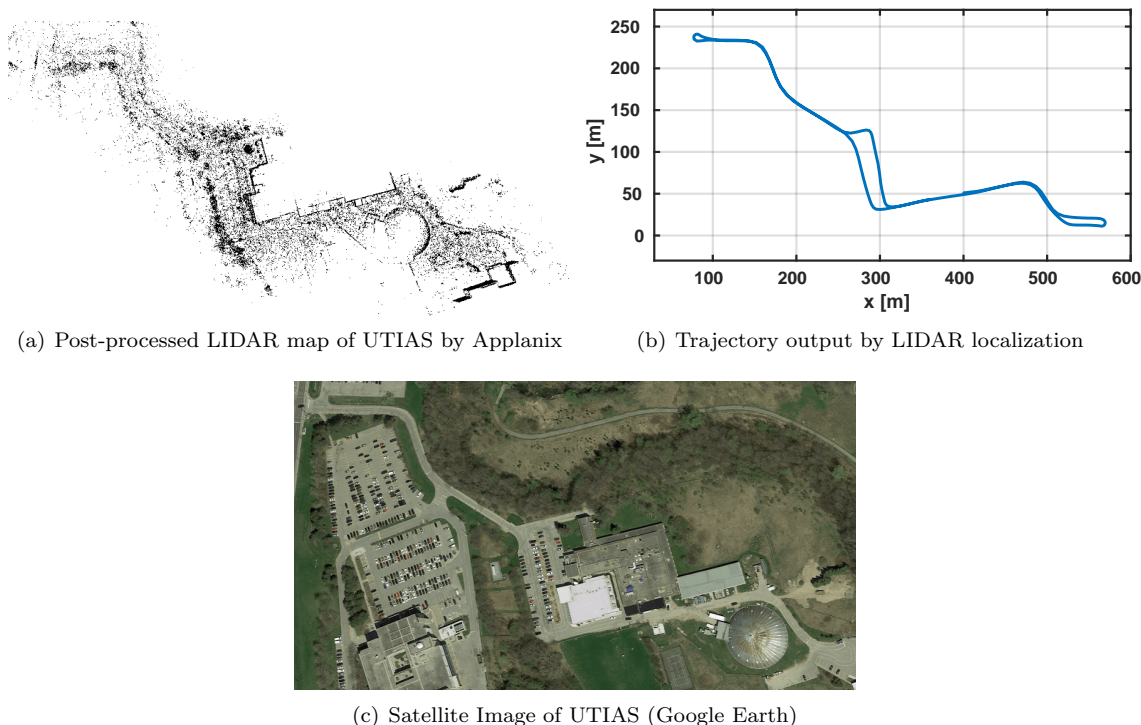 250
200
150
100
50
0
y [m]
100 200 300 400 500 600
x [m]
(a) Post-processed LIDAR map of UTIAS by Applanix
(b) Trajectory output by LIDAR localization
(c) Satellite Image of UTIAS (Google Earth)